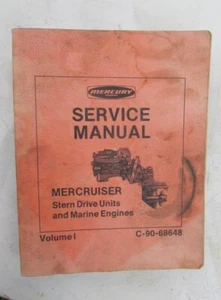 MERCURY
SERVICE
MANUAL
MERCRUISER
Stern Drive Units
and Marine Engines
Volume I
C-90-68648